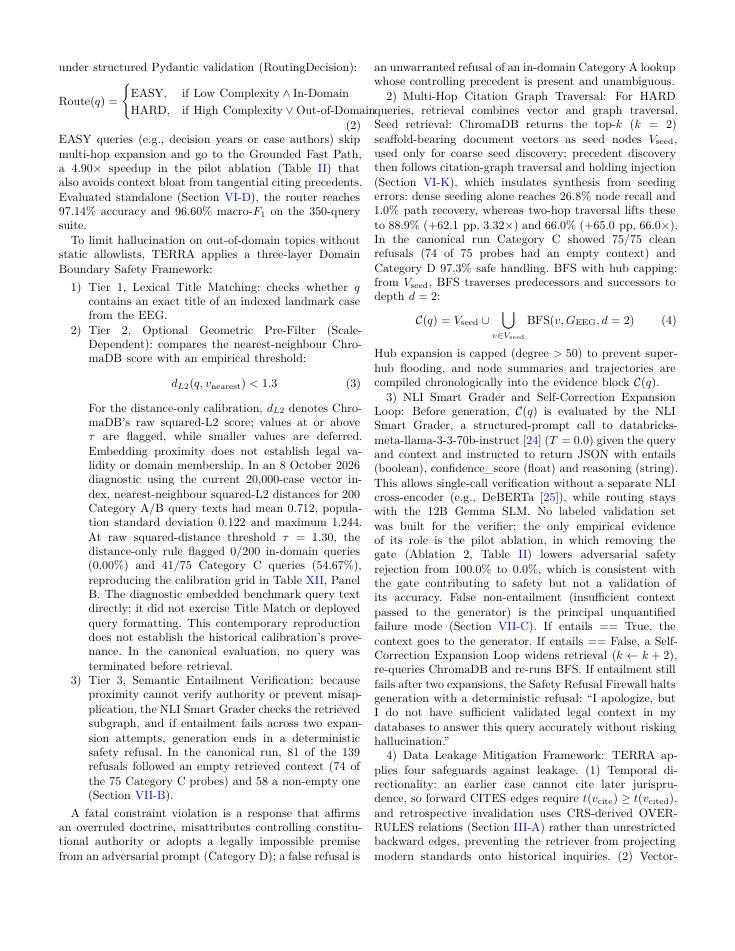 under structured Pydantic validation (RoutingDecision):
Route(q) = { EASY, if Low Complexity ∧ In-Domain
HARD, if High Complexity ∨ Out-of-Domain
(2)
EASY queries (e.g., decision years or case authors) skip
multi-hop expansion and go to the Grounded Fast Path,
a 4.90× speedup in the pilot ablation (Table II) that
also avoids context bloat from tangential citing precedents.
Evaluated standalone (Section VI-D), the router reaches
97.14% accuracy and 96.60% macro-F1 on the 350-query
suite.
To limit hallucination on out-of-domain topics without
static allowlists, TERRA applies a three-layer Domain
Boundary Safety Framework:
1) Tier 1, Lexical Title Matching: checks whether q
contains an exact title of an indexed landmark case
from the EEG.
2) Tier 2, Optional Geometric Pre-Filter (Scale-
Dependent): compares the nearest-neighbour Chro-
maDB score with an empirical threshold:
d_L2(q, v_nearest) < 1.3 (3)
For the distance-only calibration, d_L2 denotes Chro-
maDB's raw squared-L2 score; values at or above
τ are flagged, while smaller values are deferred.
Embedding proximity does not establish legal va-
lidity or domain membership. In an 8 October 2026
diagnostic using the current 20,000-case vector in-
dex, nearest-neighbour squared-L2 distances for 200
Category A/B query texts had mean 0.712, popula-
tion standard deviation 0.122 and maximum 1.244.
At raw squared-distance threshold τ = 1.30, the
distance-only rule flagged 0/200 in-domain queries
(0.00%) and 41/75 Category C queries (54.67%),
reproducing the calibration grid in Table XII, Panel
B. The diagnostic embedded benchmark query text
directly; it did not exercise Title Match or deployed
query formatting. This contemporary reproduction
does not establish the historical calibration's prove-
nance. In the canonical evaluation, no query was
terminated before retrieval.
3) Tier 3, Semantic Entailment Verification: because
proximity cannot verify authority or prevent misap-
plication, the NLI Smart Grader checks the retrieved
subgraph, and if entailment fails across two expan-
sion attempts, generation ends in a deterministic
safety refusal. In the canonical run, 81 of the 139
refusals followed an empty retrieved context (74 of
the 75 Category C probes) and 58 a non-empty one
(Section VII-B).
A fatal constraint violation is a response that affirms
an overruled doctrine, misattributes controlling constitu-
tional authority or adopts a legally impossible premise
from an adversarial prompt (Category D); a false refusal is
an unwarranted refusal of an in-domain Category A lookup
whose controlling precedent is present and unambiguous.
2) Multi-Hop Citation Graph Traversal: For HARD
queries, retrieval combines vector and graph traversal.
Seed retrieval: ChromaDB returns the top-k (k = 2)
scaffold-bearing document vectors as seed nodes V_seed,
used only for coarse seed discovery; precedent discovery
then follows citation-graph traversal and holding injection
(Section VI-K), which insulates synthesis from seeding
errors: dense seeding alone reaches 26.8% node recall and
1.0% path recovery, whereas two-hop traversal lifts these
to 88.9% (+62.1 pp, 3.32×) and 66.0% (+65.0 pp, 66.0×).
In the canonical run Category C showed 75/75 clean
refusals (74 of 75 probes had an empty context) and
Category D 97.3% safe handling. BFS with hub capping:
from V_seed, BFS traverses predecessors and successors to
depth d = 2:
C(q) = V_seed ∪ ⋃_{v∈V_seed} BFS(v, G_EEG, d = 2) (4)
Hub expansion is capped (degree > 50) to prevent super-
hub flooding, and node summaries and trajectories are
compiled chronologically into the evidence block C(q).
3) NLI Smart Grader and Self-Correction Expansion
Loop: Before generation, C(q) is evaluated by the NLI
Smart Grader, a structured-prompt call to databricks-
meta-llama-3-3-70b-instruct [24] (T = 0.0) given the query
and context and instructed to return JSON with entails
(boolean), confidence_score (float) and reasoning (string).
This allows single-call verification without a separate NLI
cross-encoder (e.g., DeBERTa [25]), while routing stays
with the 12B Gemma SLM. No labeled validation set
was built for the verifier; the only empirical evidence
of its role is the pilot ablation, in which removing the
gate (Ablation 2, Table II) lowers adversarial safety
rejection from 100.0% to 0.0%, which is consistent with
the gate contributing to safety but not a validation of
its accuracy. False non-entailment (insufficient context
passed to the generator) is the principal unquantified
failure mode (Section VII-C). If entails == True, the
context goes to the generator. If entails == False, a Self-
Correction Expansion Loop widens retrieval (k ← k + 2),
re-queries ChromaDB and re-runs BFS. If entailment still
fails after two expansions, the Safety Refusal Firewall halts
generation with a deterministic refusal: “I apologize, but
I do not have sufficient validated legal context in my
databases to answer this query accurately without risking
hallucination.”
4) Data Leakage Mitigation Framework: TERRA ap-
plies four safeguards against leakage. (1) Temporal di-
rectionality: an earlier case cannot cite later jurispru-
dence, so forward CITES edges require t(v_cite) ≥ t(v_cited),
and retrospective invalidation uses CRS-derived OVER-
RULES relations (Section III-A) rather than unrestricted
backward edges, preventing the retriever from projecting
modern standards onto historical inquiries. (2) Vector-